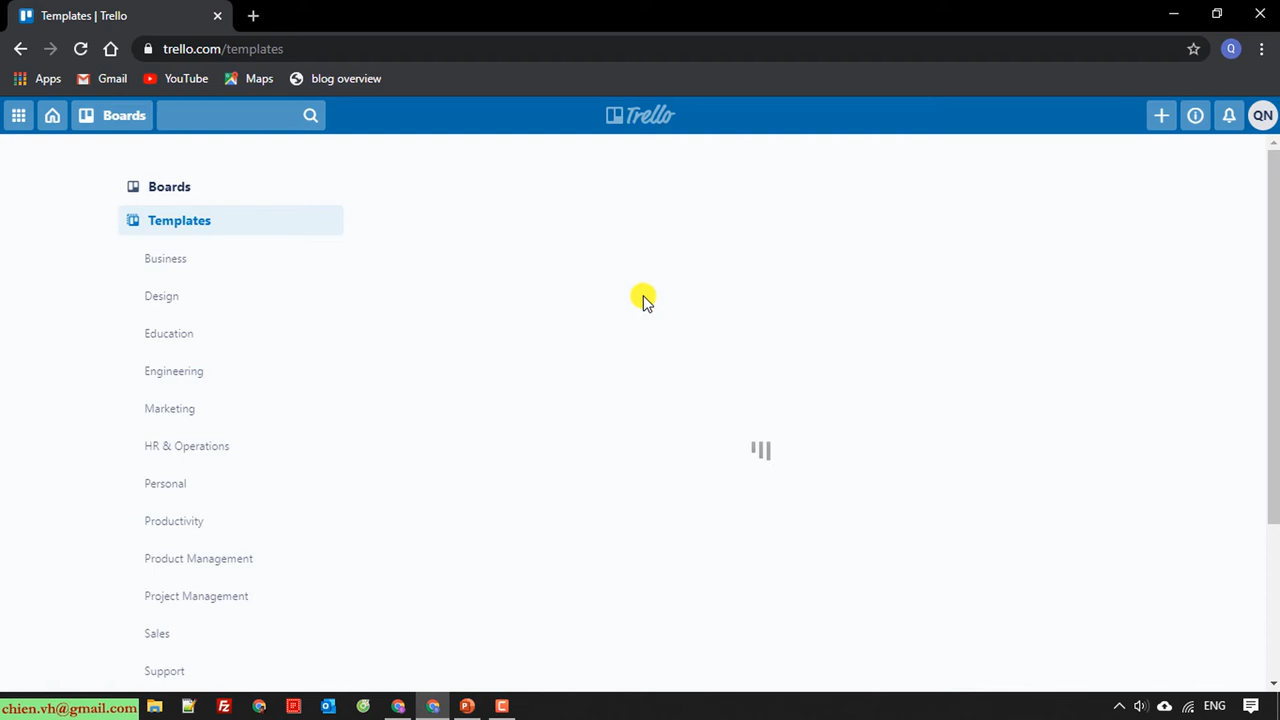 Templates | Trello
trello.com/templates
Q
Apps
Gmail
YouTube
Maps
blog overview
Boards
Trello
QN
Boards
Templates
Business
Design
Education
Engineering
Marketing
HR & Operations
Personal
Productivity
Product Management
Project Management
Sales
Support
chien.vh@gmail.com
ENG